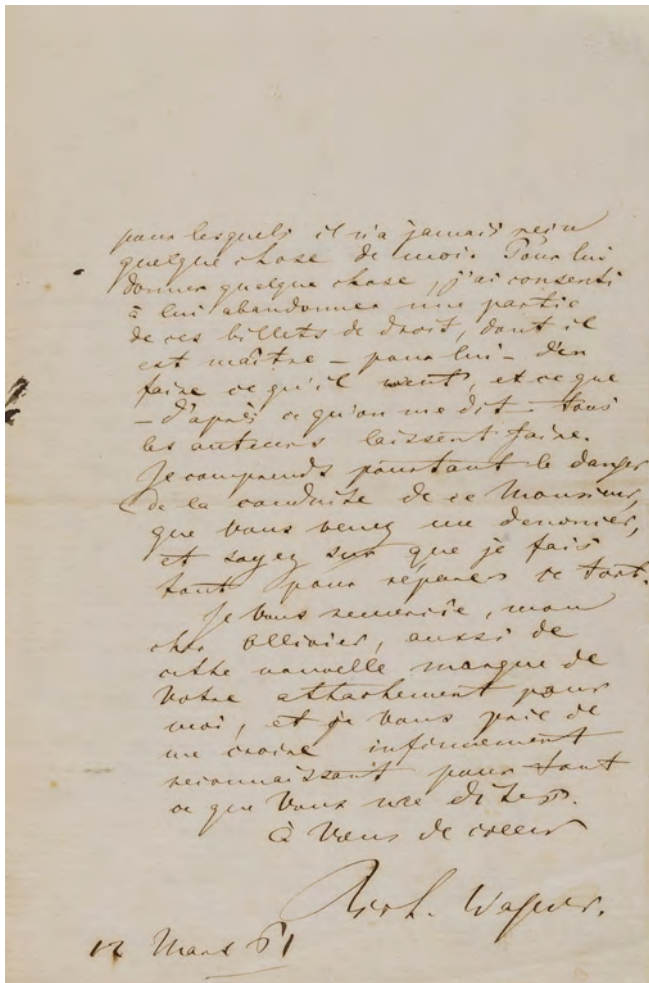 pour lesquels il n'a jamais reçu
quelque chose de moi. Pour lui
donner quelque chose, j'ai consenti
à lui abandonner une partie
de ces billets de droit, dont il
est maître – pour lui – d'en
faire ce qu'il veut, et ce que
– d'après ce qu'on me dit – tous
les auteurs laissent faire.
Je comprends pourtant le danger
de la conduite de ce Monsieur,
que vous venez me denoncer,
et soyez sur que je fais
tout pour réparer ce tort.
Je vous remercie, mon
cher Ollivier, aussi de
cette nouvelle marque de
votre attachement pour
moi, et je vous prie de
me croire infiniment
reconnaissant pour tout
ce que vous me dites.
à vous de coeur
Rich. Wagner.
12 Mars 61